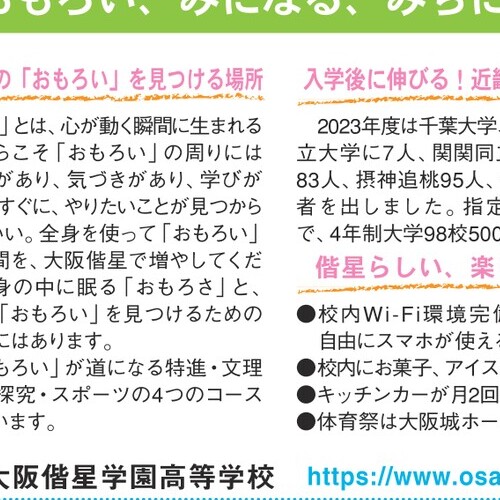 おもろい、みになる、みちに
の「おもろい」を見つける場所
」とは、心が動く瞬間に生まれる
らこそ「おもろい」の周りには
があり、気づきがあり、学びが
すぐに、やりたいことが見つから
いい。全身を使って「おもろい」
間を、大阪偕星で増やしてくだ
身の中に眠る「おもろさ」と、
「おもろい」を見つけるための
にはあります。
もろい」が道になる特進・文理
探究・スポーツの4つのコース
います。
大阪偕星学園高等学校
入学後に伸びる!近畿
2023年度は千葉大学、
立大学に7人、関関同立
83人、摂神追桃95人、
者を出しました。指定
で、4年制大学98校500
偕星らしい、楽
●校内Wi-Fi環境完備
自由にスマホが使える
●校内にお菓子、アイス
●キッチンカーが月2回
●体育祭は大阪城ホー
https://www.osa